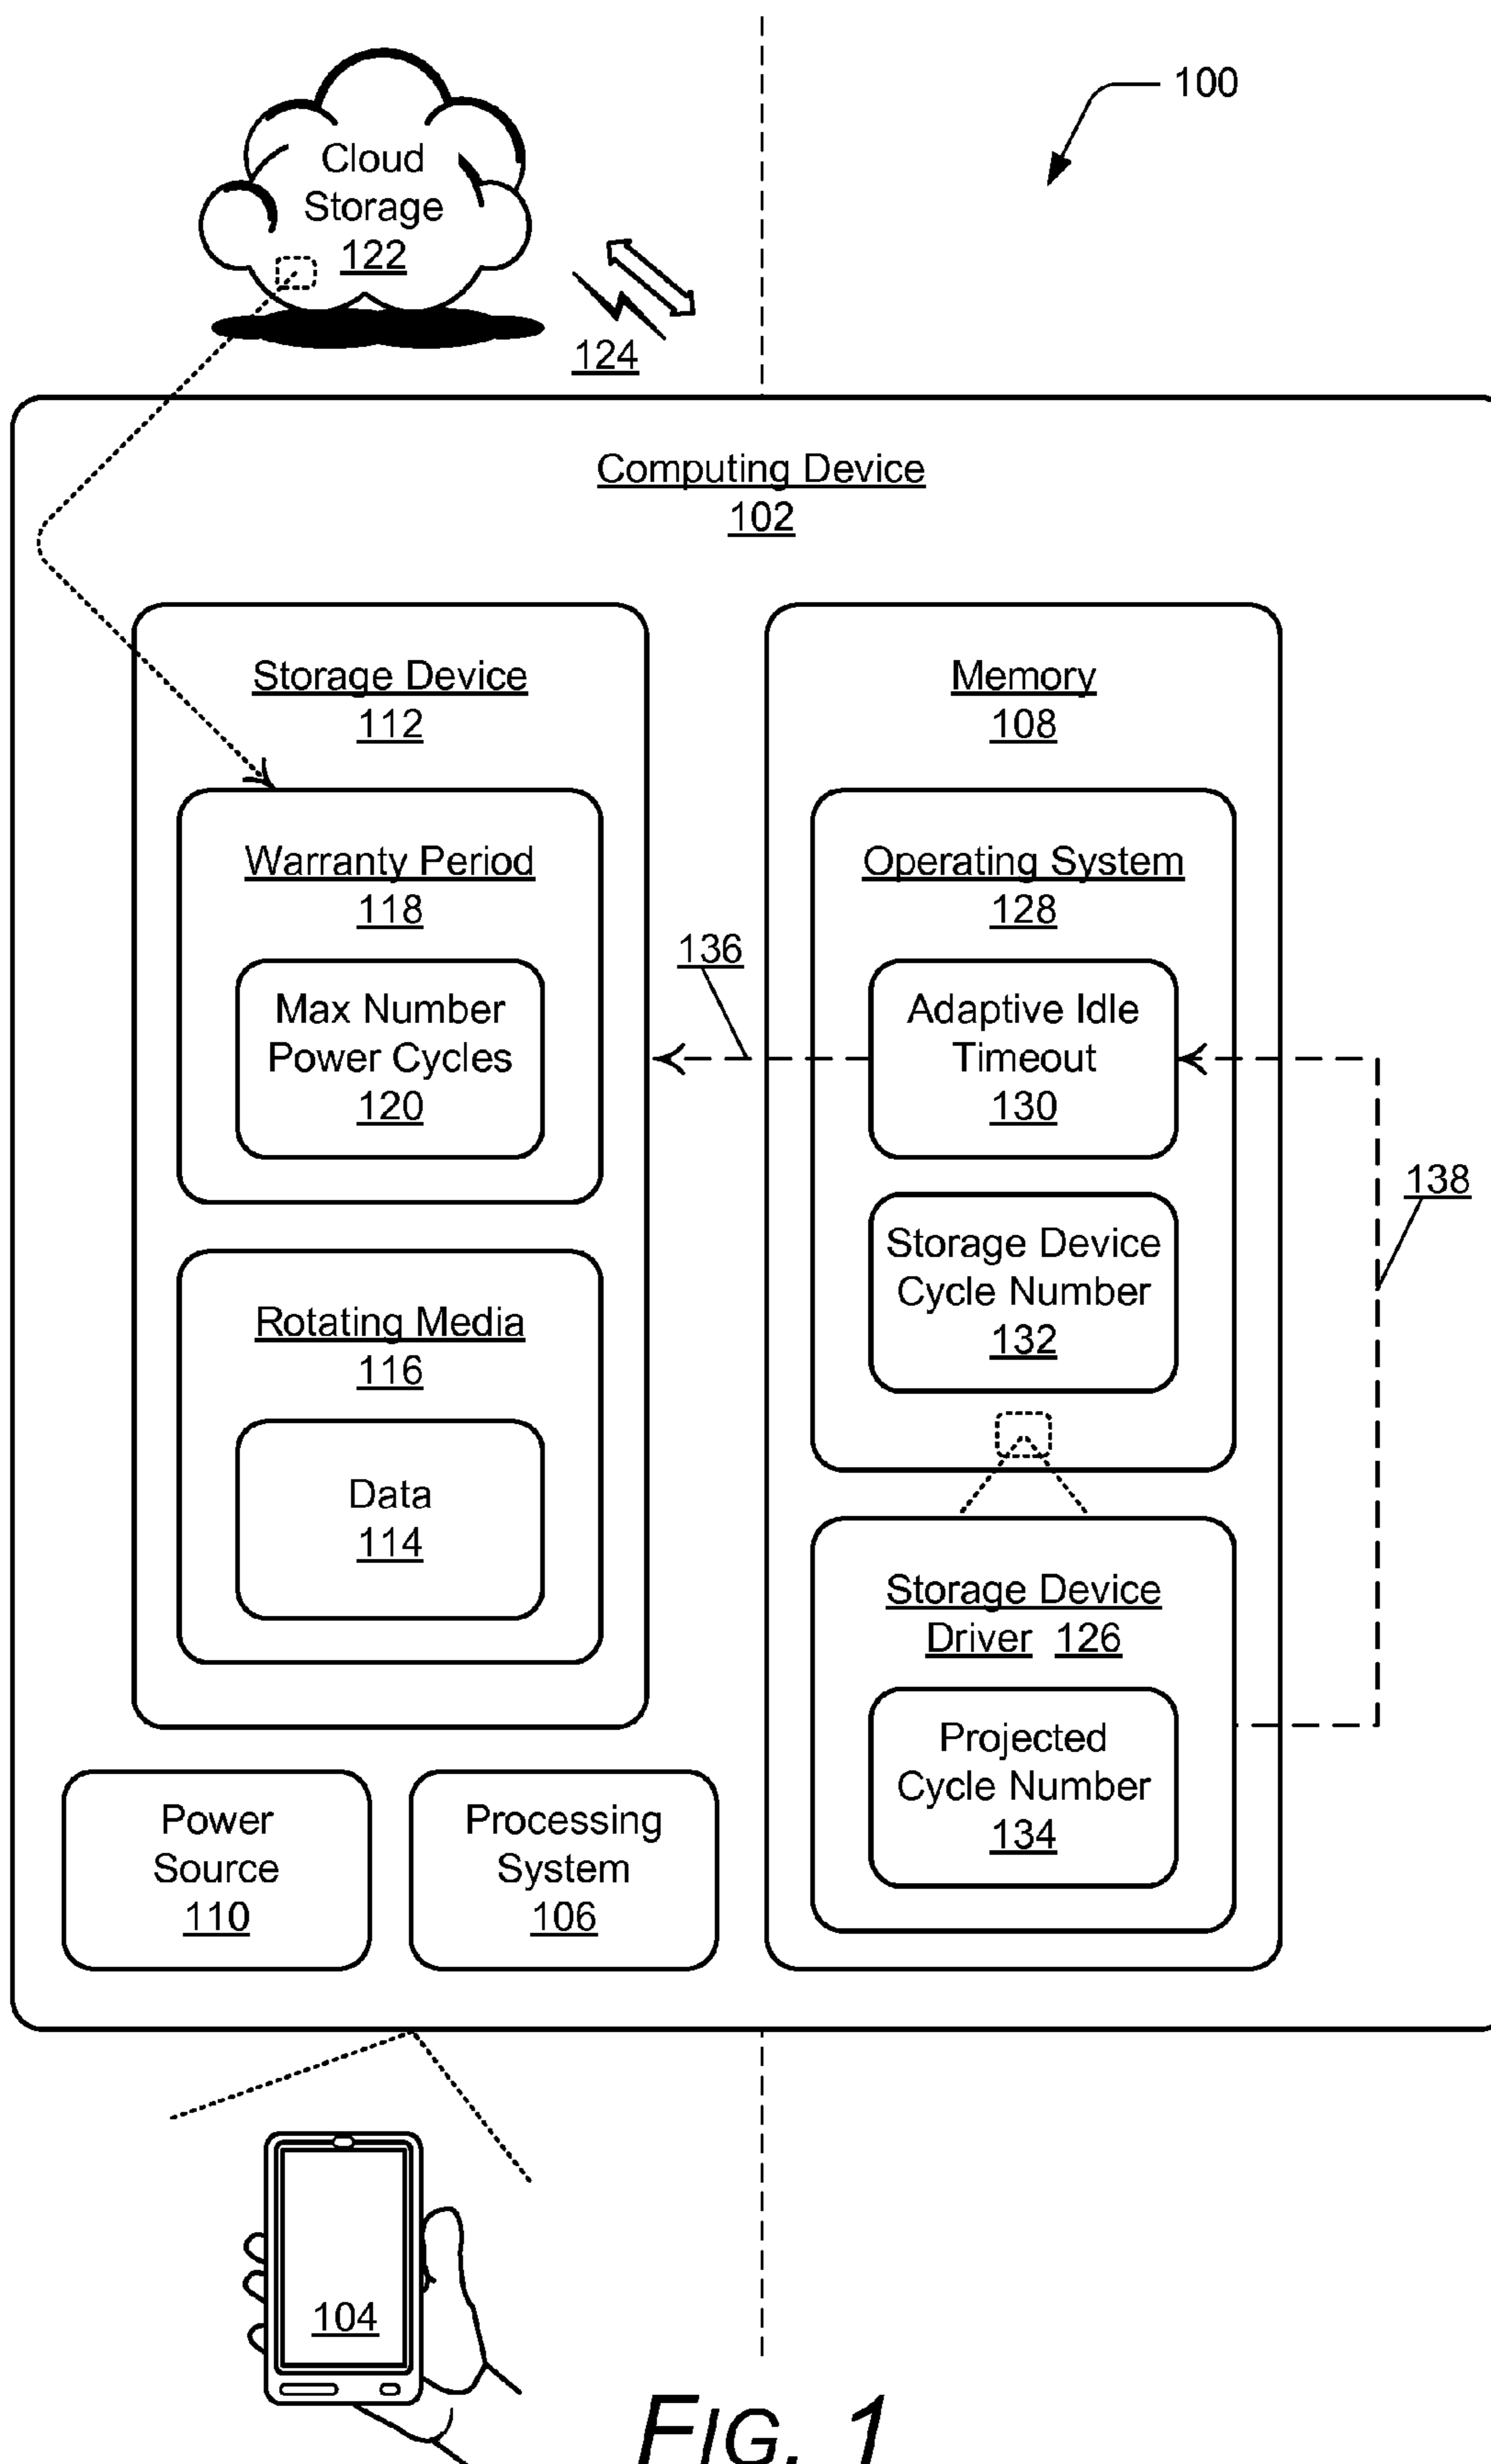 100
Cloud
Storage
122
124
Computing Device
102
Storage Device
112
Warranty Period
118
Max Number
Power Cycles
120
Rotating Media
116
Data
114
136
Memory
108
Operating System
128
Adaptive Idle
Timeout
130
Storage Device
Cycle Number
132
138
Storage Device
Driver 126
Projected
Cycle Number
134
Power
Source
110
Processing
System
106
104
FIG. 1